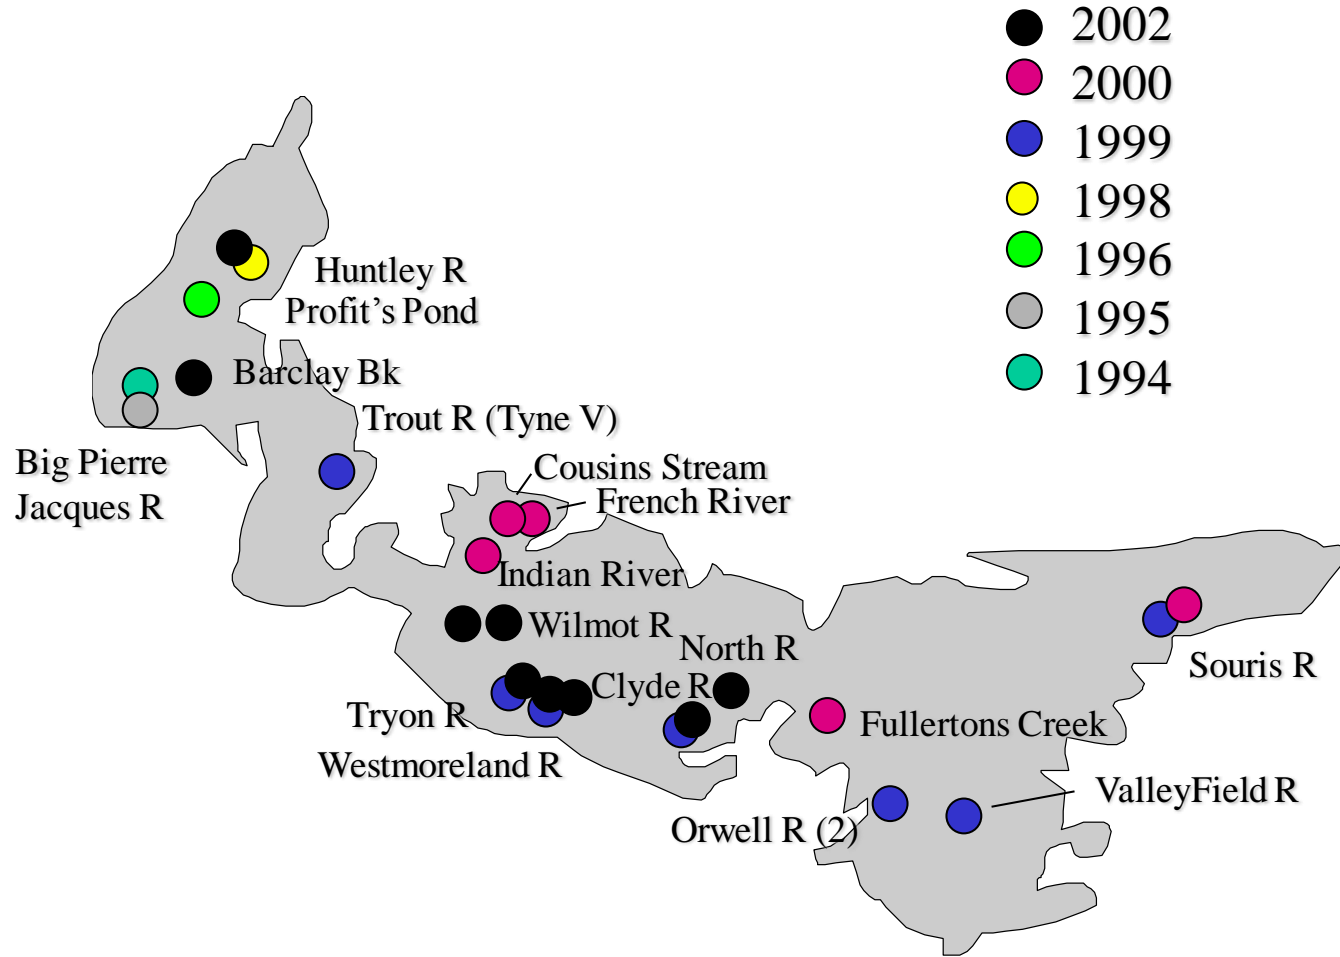 2002
2000
1999
1998
1996
1995
1994
Huntley R
Profit's Pond
Barclay Bk
Trout R (Tyne V)
Big Pierre
Jacques R
Cousins Stream
French River
Indian River
Wilmot R
North R
Clyde R
Tryon R
Westmoreland R
Souris R
Fullertons Creek
ValleyField R
Orwell R (2)